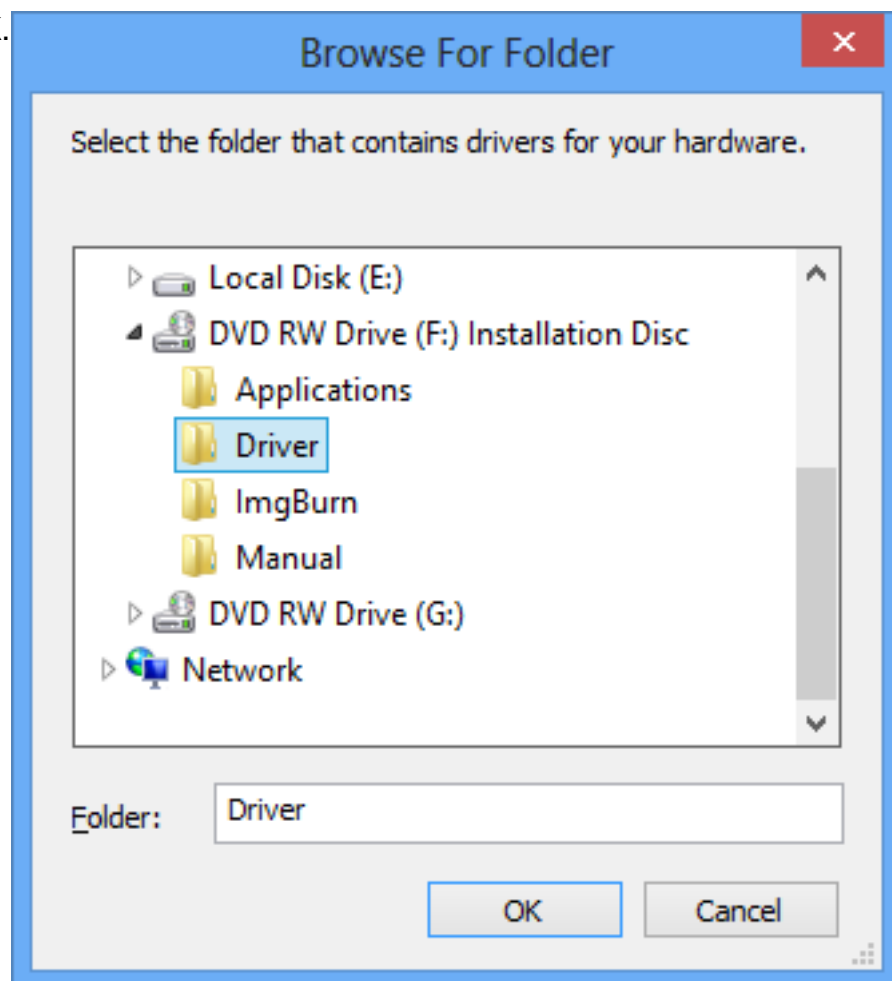 Browse For Folder
Select the folder that contains drivers for your hardware.
Local Disk (E:)
DVD RW Drive (F:) Installation Disc
Applications
Driver
ImgBurn
Manual
DVD RW Drive (G:)
Network
Folder: Driver
OK Cancel